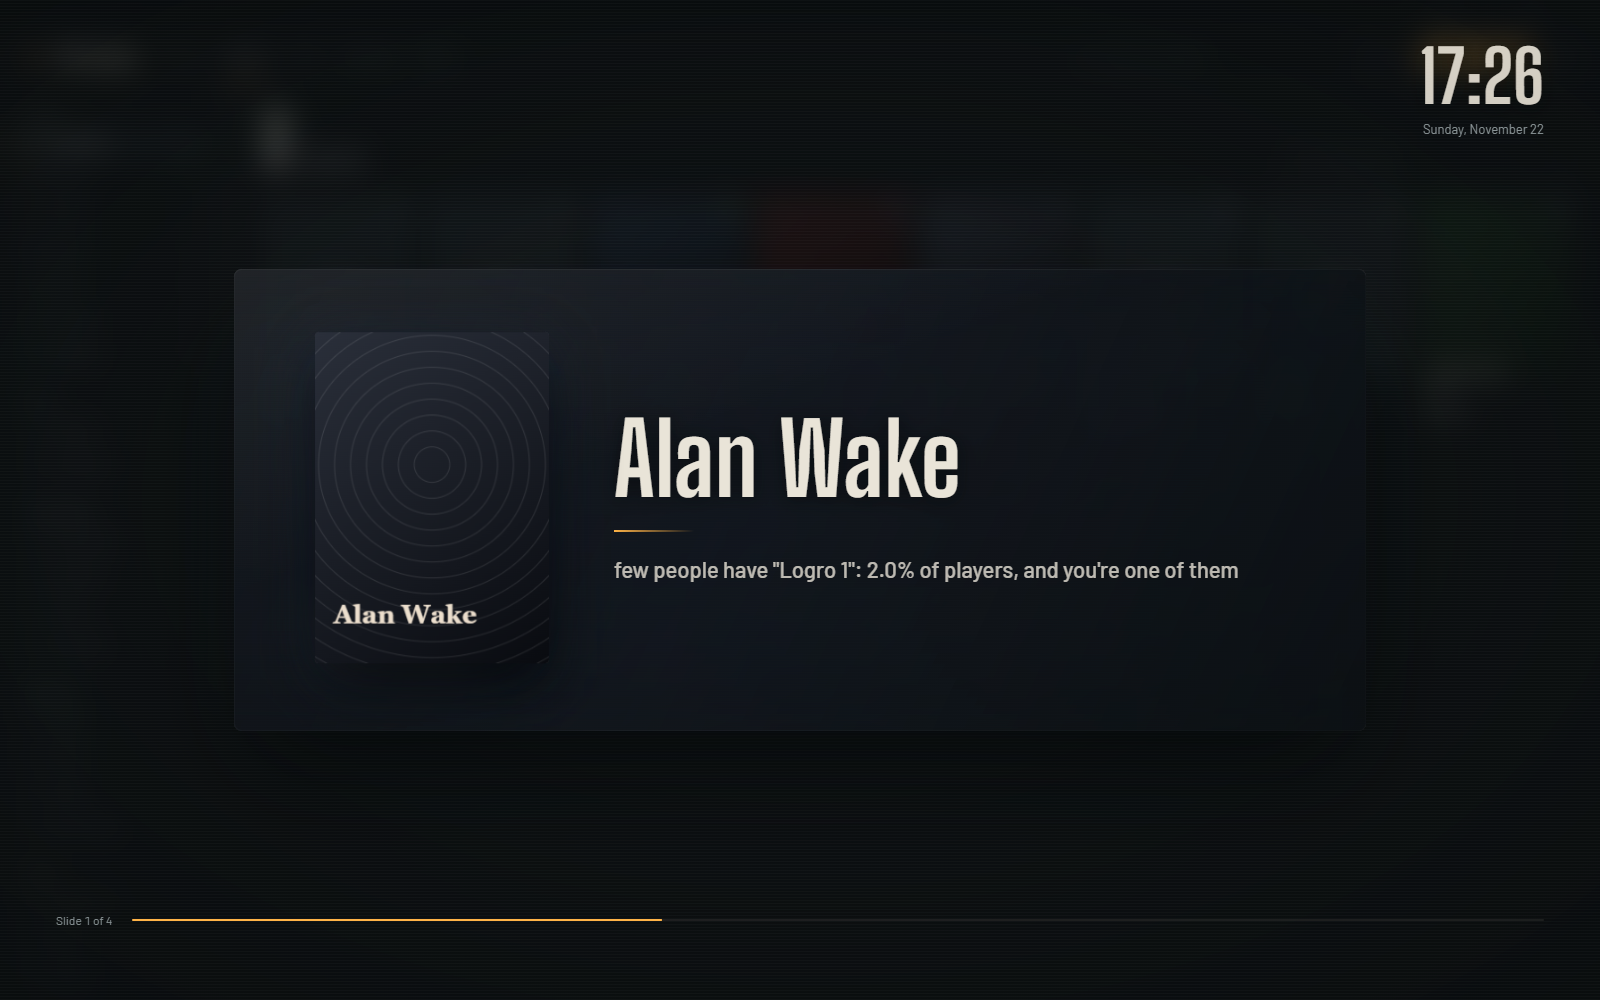 17:26
Sunday, November 22
Alan Wake
few people have "Logro 1": 2.0% of players, and you're one of them
Alan Wake
Slide 1 of 4